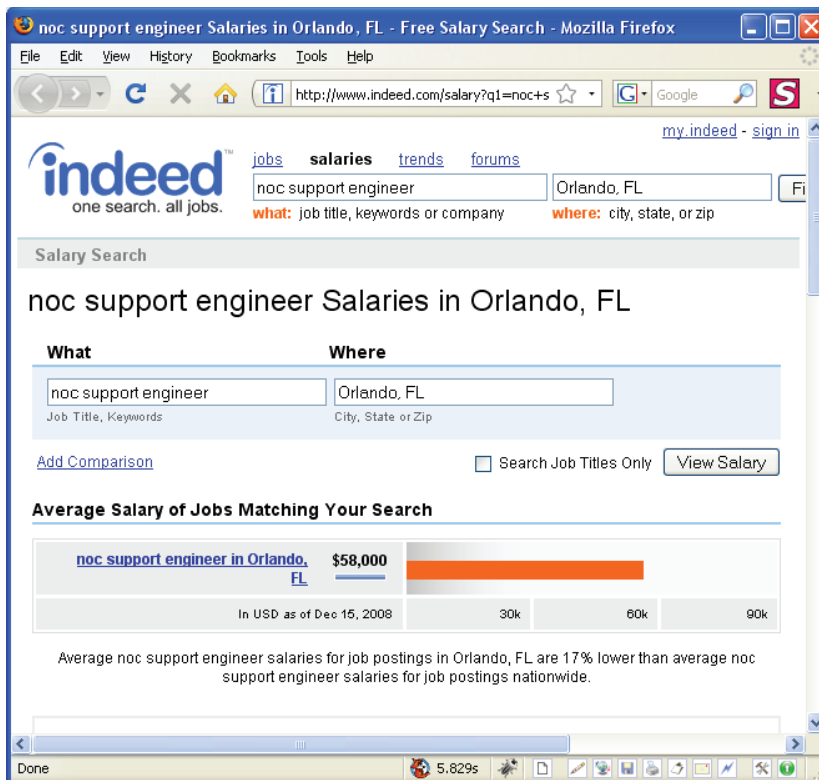 noc support engineer Salaries in Orlando, FL - Free Salary Search - Mozilla Firefox
File Edit View History Bookmarks Tools Help
http://www.indeed.com/salary?q1=noc+s G Google S
my.indeed - sign in
indeed™ jobs salaries trends forums
one search. all jobs. noc support engineer Orlando, FL Fi
what: job title, keywords or company where: city, state, or zip
Salary Search
noc support engineer Salaries in Orlando, FL
What Where
noc support engineer Orlando, FL
Job Title, Keywords City, State or Zip
Add Comparison Search Job Titles Only View Salary
Average Salary of Jobs Matching Your Search
noc support engineer in Orlando, $58,000
FL
In USD as of Dec 15, 2008 30k 60k 90k
Average noc support engineer salaries for job postings in Orlando, FL are 17% lower than average noc
support engineer salaries for job postings nationwide.
Done 5.829s